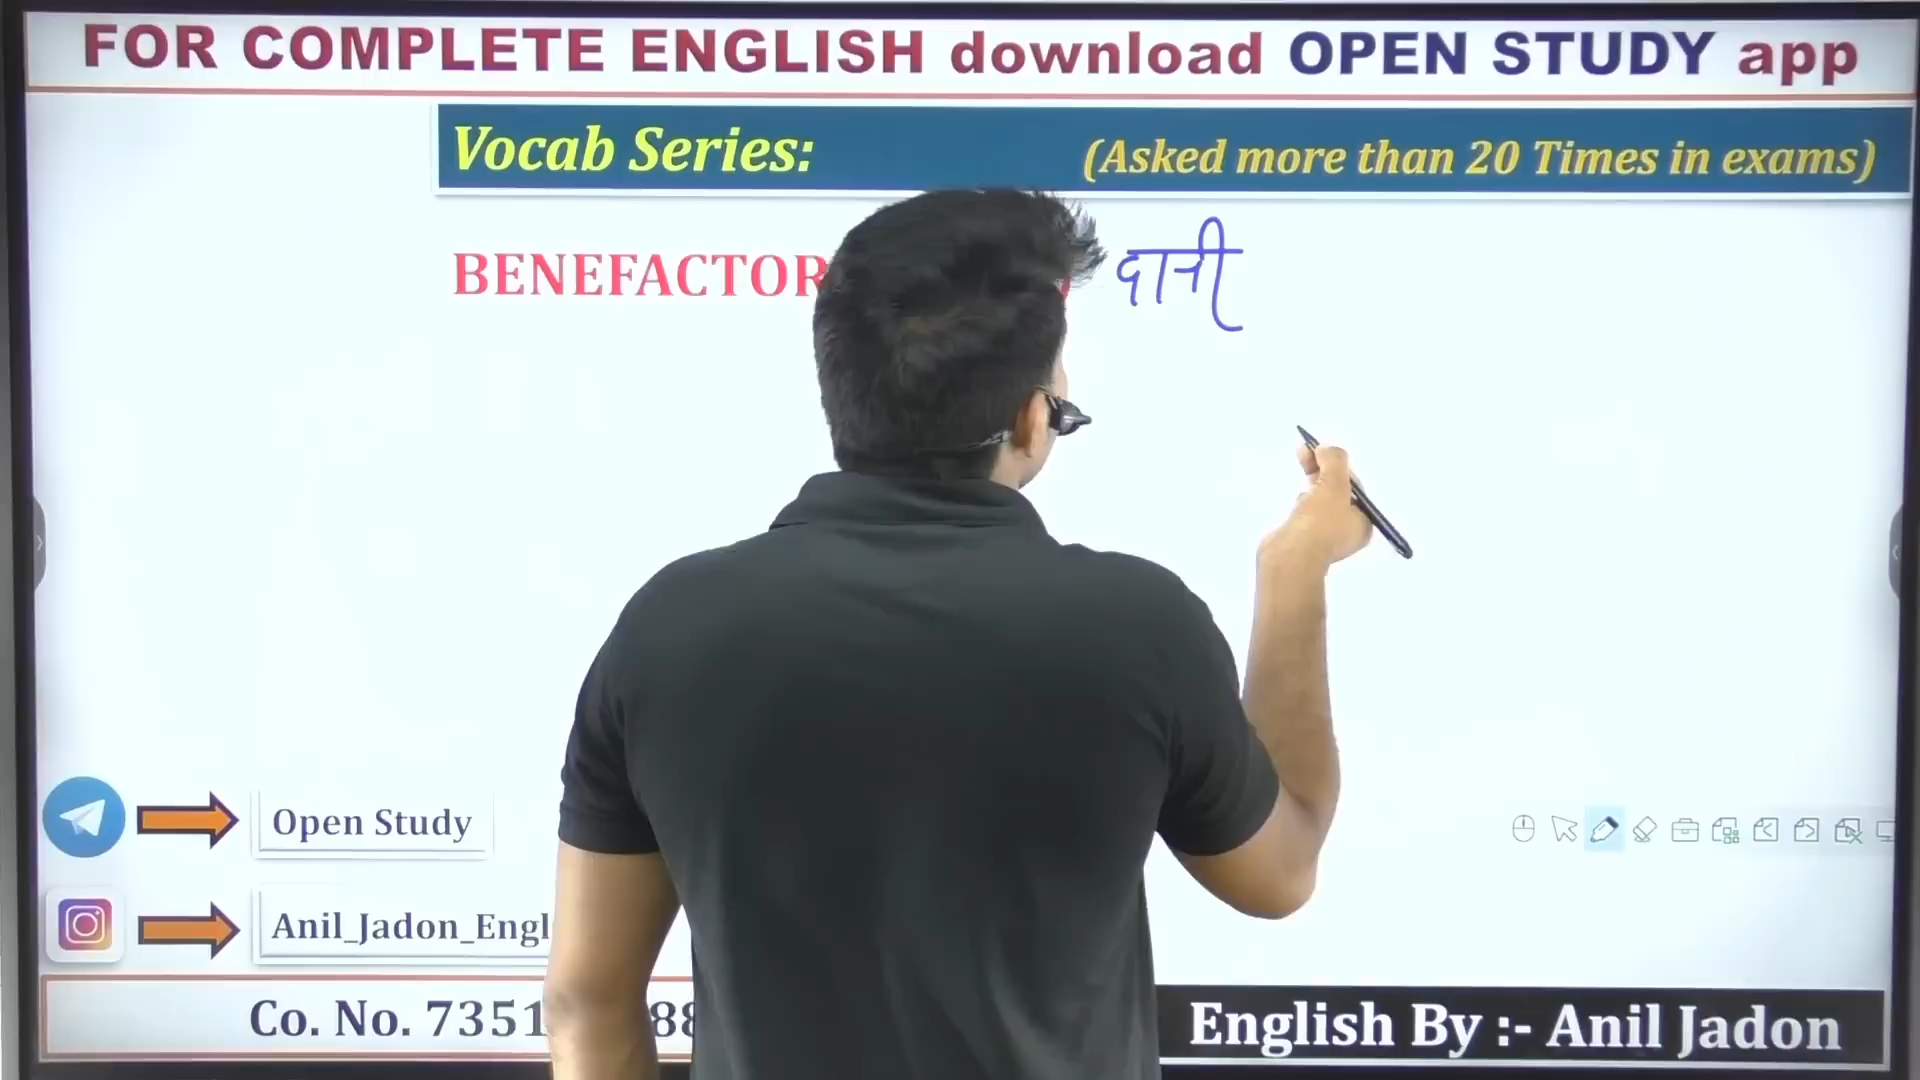 FOR COMPLETE ENGLISH download OPEN STUDY app
Vocab Series: (Asked more than 20 Times in exams)
BENEFACTOR दानी
Open Study
Anil_Jadon_Engl
Co. No. 7351 88
English By :- Anil Jadon